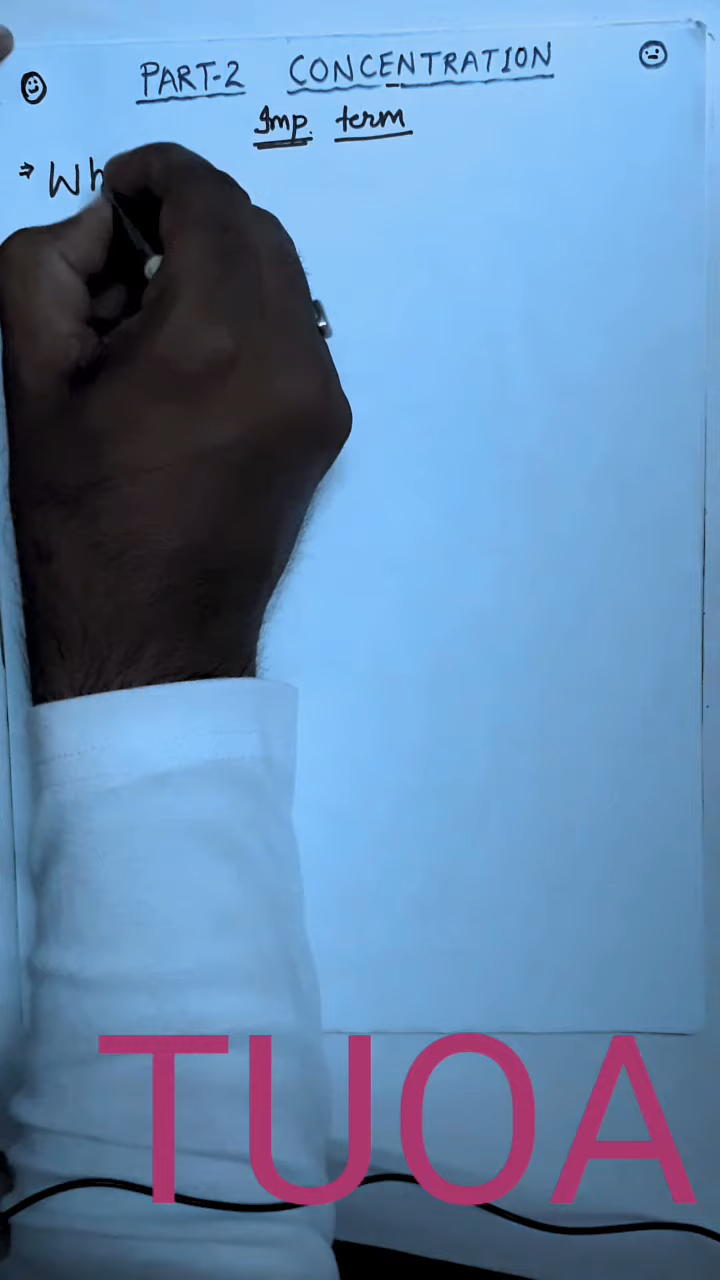 PART-2 CONCENTRATION
Imp. term
⇒ Wh
TUOA